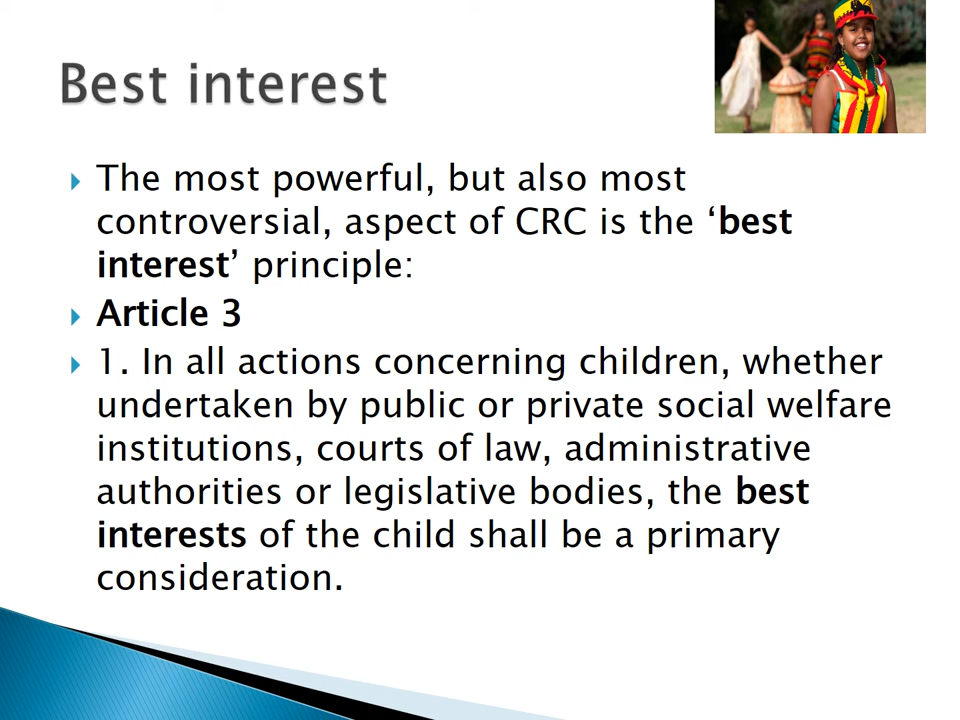 Best interest
The most powerful, but also most
controversial, aspect of CRC is the ‘best
interest’ principle:
Article 3
1. In all actions concerning children, whether
undertaken by public or private social welfare
institutions, courts of law, administrative
authorities or legislative bodies, the best
interests of the child shall be a primary
consideration.